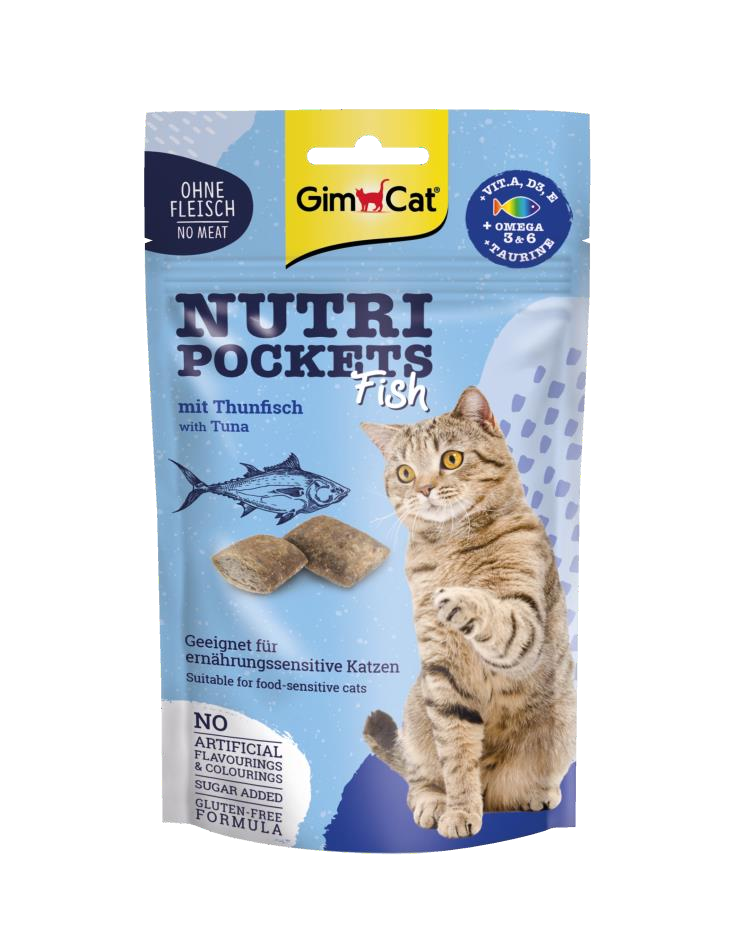 OHNE
FLEISCH
NO MEAT
GimCat®
+ VIT.A, D3, E
+ OMEGA
3 & 6
+ TAURINE
NUTRI
POCKETS
Fish
mit Thunfisch
with Tuna
Geeignet für
ernährungssensitive Katzen
Suitable for food-sensitive cats
NO
ARTIFICIAL
FLAVOURINGS
& COLOURINGS
SUGAR ADDED
GLUTEN-FREE
FORMULA